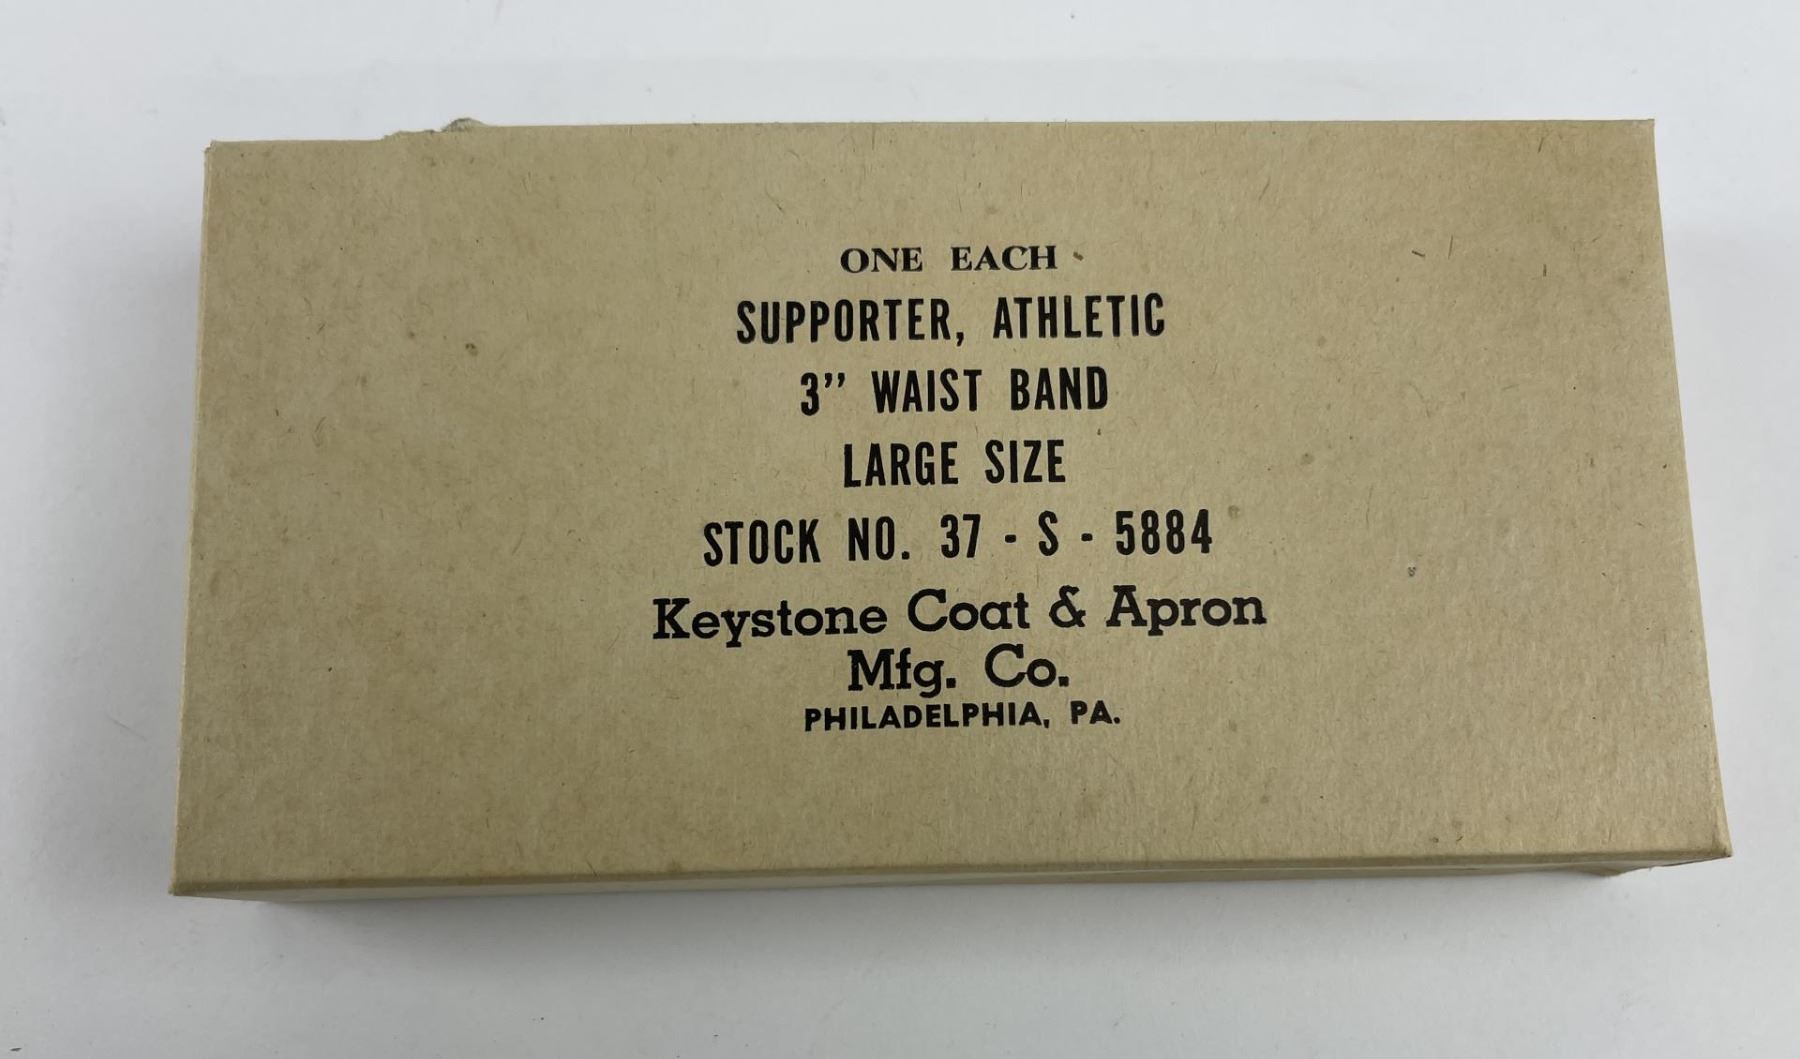 ONE EACH
SUPPORTER, ATHLETIC
3” WAIST BAND
LARGE SIZE
STOCK NO. 37 - S - 5884
Keystone Coat & Apron
Mfg. Co.
PHILADELPHIA, PA.